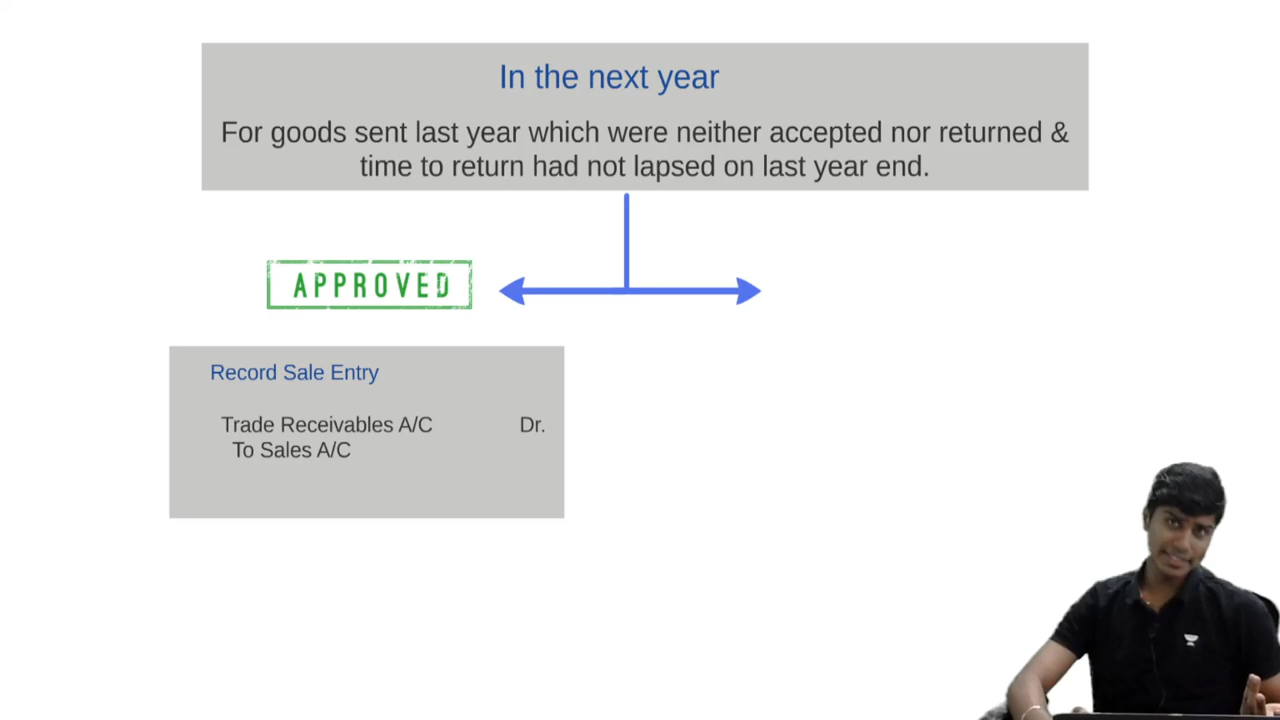 In the next year
For goods sent last year which were neither accepted nor returned &
time to return had not lapsed on last year end.
APPROVED
Record Sale Entry
Trade Receivables A/C Dr.
To Sales A/C